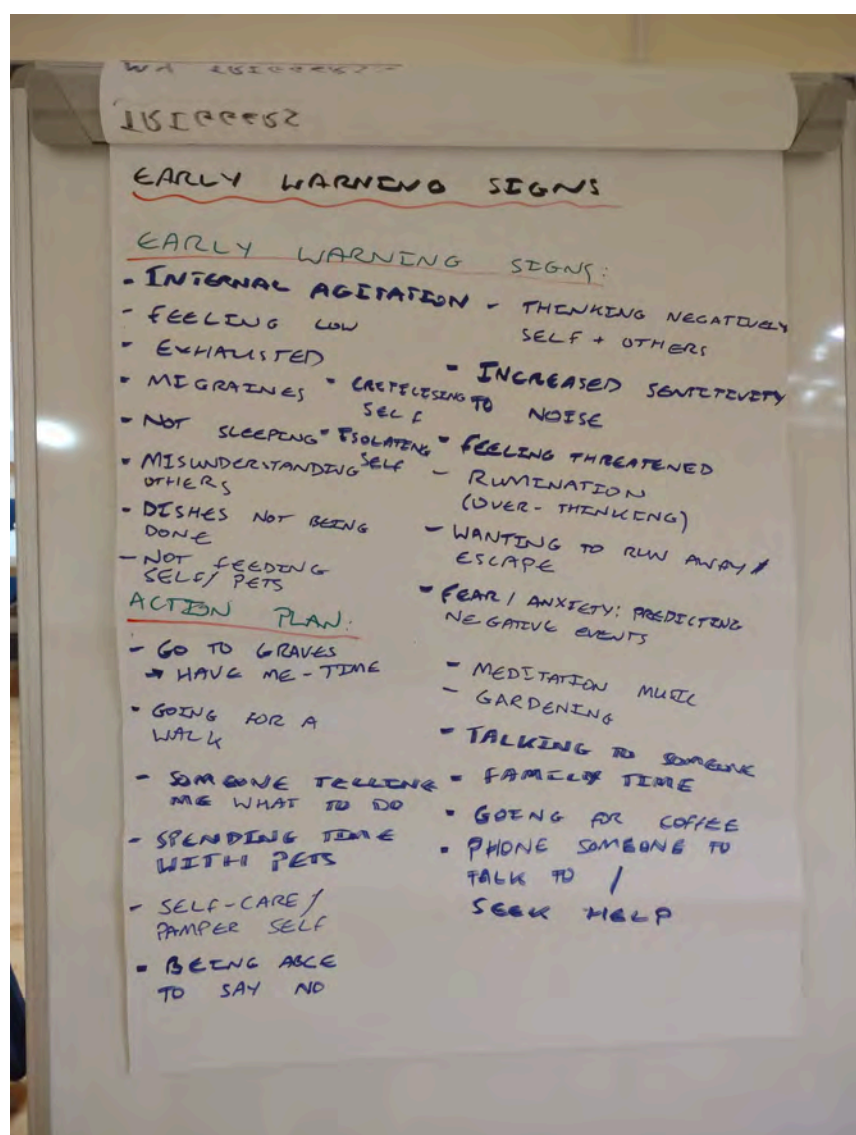 TRIGGERS
EARLY WARNING SIGNS
EARLY WARNING SIGNS:
- INTERNAL AGITATION
- FEELING LOW
- EXHAUSTED
- MIGRAINES
- CRITICISING
SELF
- NOT SLEEPING
- ISOLATING
SELF
- MISUNDERSTANDING
OTHERS
- DISHES NOT BEING
DONE
- NOT FEEDING
SELF/ PETS
- THINKING NEGATIVELY
SELF + OTHERS
- INCREASED SENSITIVITY
TO NOISE
- FEELING THREATENED
- RUMINATION
(OVER-THINKING)
- WANTING TO RUN AWAY/
ESCAPE
- FEAR/ ANXIETY: PREDICTING
NEGATIVE EVENTS
ACTION PLAN:
- GO TO GRAVES
→ HAVE ME-TIME
- GOING FOR A
WALK
- SOMEONE TELLING
ME WHAT TO DO
- SPENDING TIME
WITH PETS
- SELF-CARE/
PAMPER SELF
- BEING ABLE
TO SAY NO
- MEDITATION MUSIC
- GARDENING
- TALKING TO SOMEONE
- FAMILY TIME
- GOING FOR COFFEE
- PHONE SOMEONE TO
TALK TO /
SEEK HELP